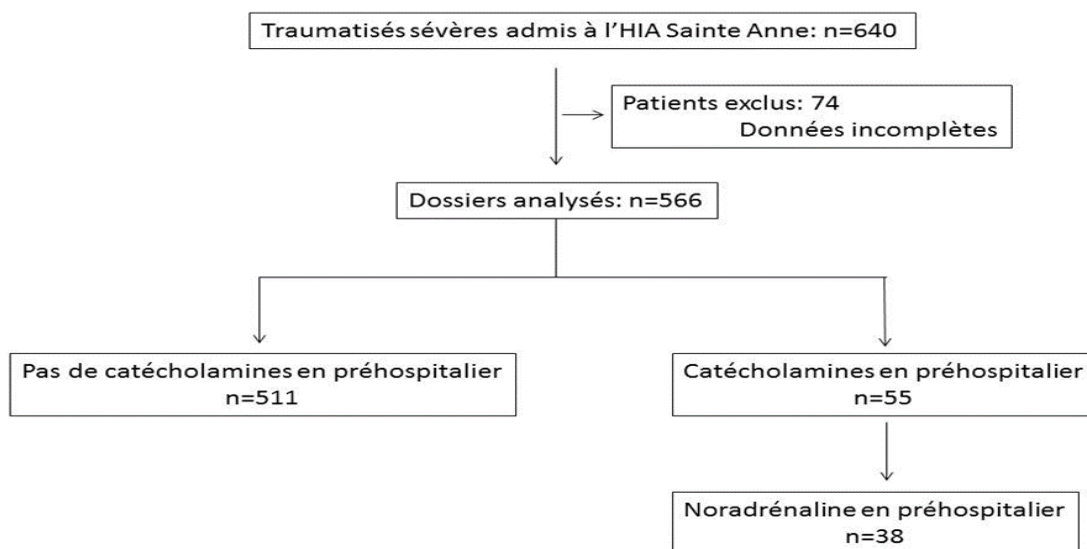 Traumatisés sévères admis à l'HIA Sainte Anne: n=640
Patients exclus: 74
Données incomplètes
Dossiers analysés: n=566
Pas de catécholamines en préhospitalier
n=511
Catécholamines en préhospitalier
n=55
Noradrénaline en préhospitalier
n=38